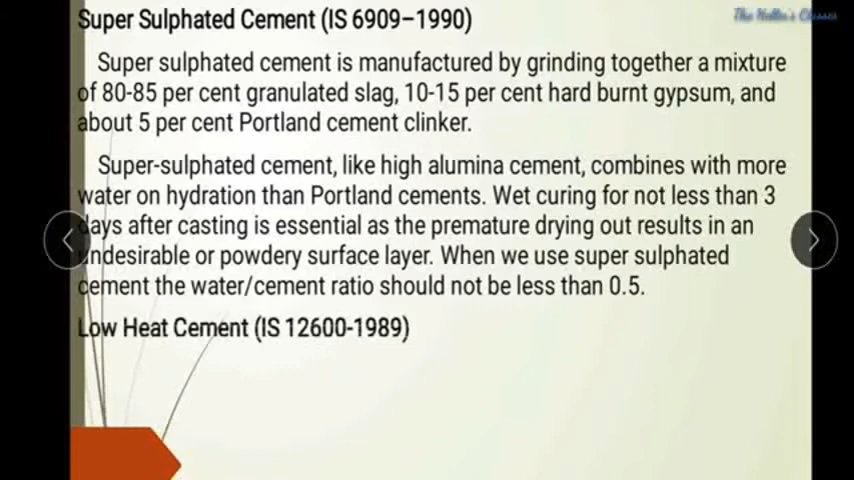 The Nallia's Classes
Super Sulphated Cement (IS 6909–1990)
Super sulphated cement is manufactured by grinding together a mixture
of 80-85 per cent granulated slag, 10-15 per cent hard burnt gypsum, and
about 5 per cent Portland cement clinker.
Super-sulphated cement, like high alumina cement, combines with more
water on hydration than Portland cements. Wet curing for not less than 3
days after casting is essential as the premature drying out results in an
undesirable or powdery surface layer. When we use super sulphated
cement the water/cement ratio should not be less than 0.5.
Low Heat Cement (IS 12600-1989)